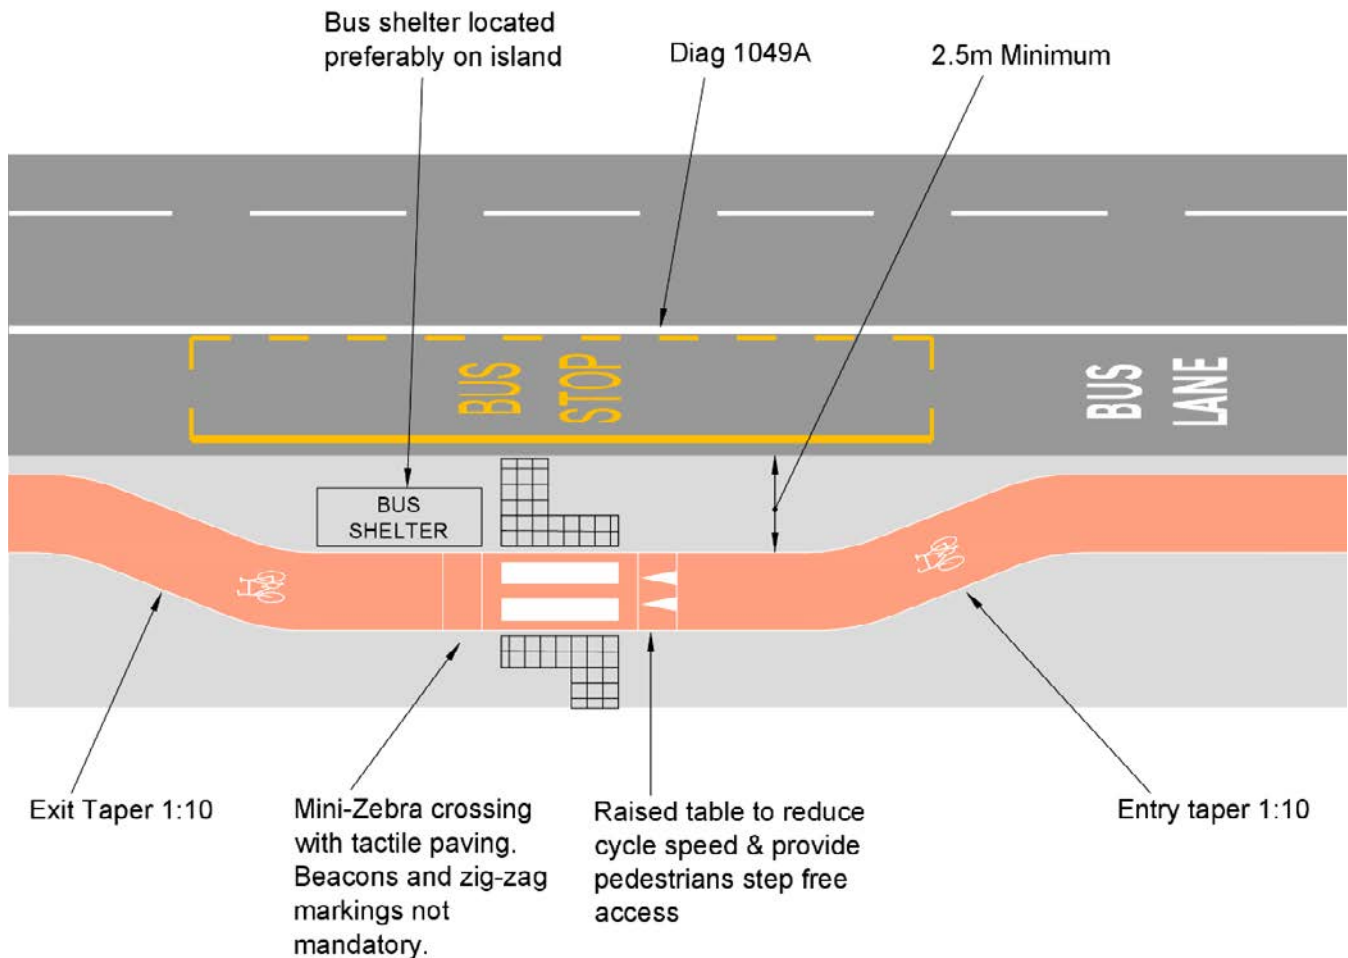 Bus shelter located
preferably on island
Diag 1049A
2.5m Minimum
BUS
STOP
BUS
LANE
BUS
SHELTER
Exit Taper 1:10
Mini-Zebra crossing
with tactile paving.
Beacons and zig-zag
markings not
mandatory.
Raised table to reduce
cycle speed & provide
pedestrians step free
access
Entry taper 1:10